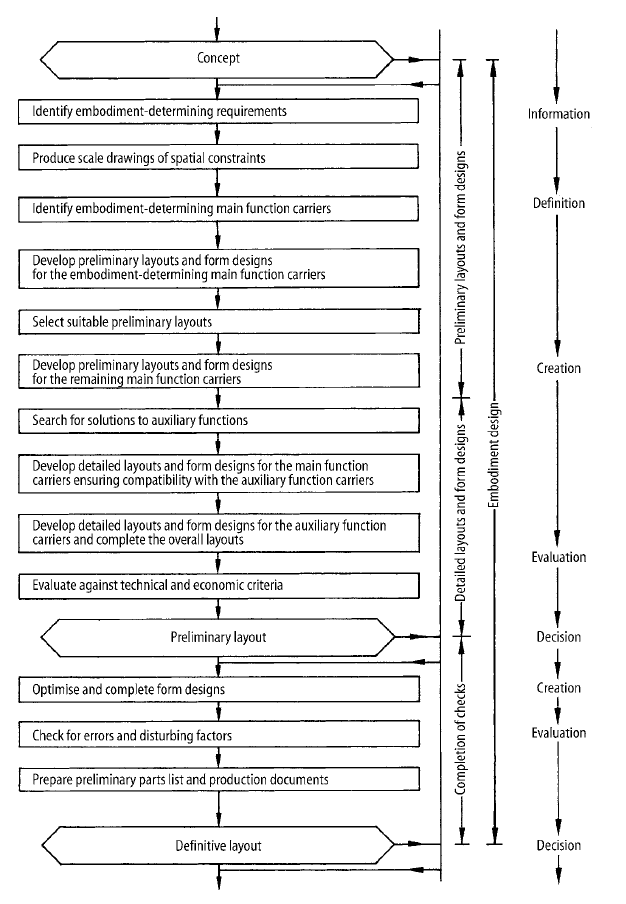 Concept
Identify embodiment-determining requirements
Produce scale drawings of spatial constraints
Identify embodiment-determining main function carriers
Develop preliminary layouts and form designs
for the embodiment-determining main function carriers
Select suitable preliminary layouts
Develop preliminary layouts and form designs
for the remaining main function carriers
Search for solutions to auxiliary functions
Develop detailed layouts and form designs for the main function
carriers ensuring compatibility with the auxiliary function carriers
Develop detailed layouts and form designs for the auxiliary function
carriers and complete the overall layouts
Evaluate against technical and economic criteria
Preliminary layout
Optimise and complete form designs
Check for errors and disturbing factors
Prepare preliminary parts list and production documents
Definitive layout
Preliminary layouts and form designs
Detailed layouts and form designs
Completion of checks
Embodiment design
Information
Definition
Creation
Evaluation
Decision
Creation
Evaluation
Decision